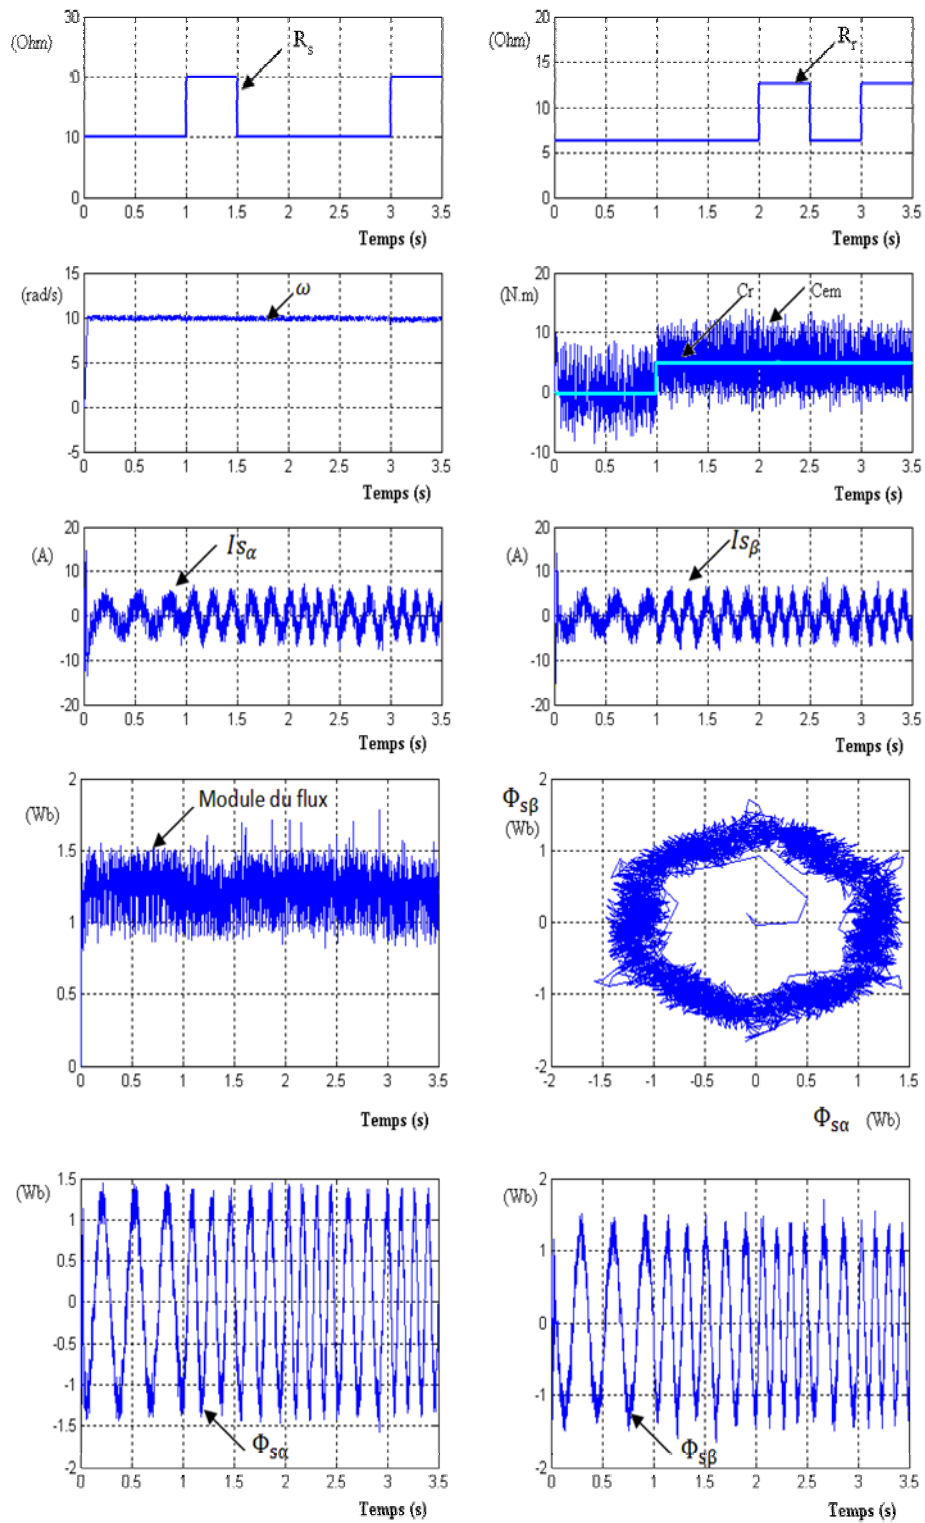 30
(Ohm)
R_s
10
10
0
0 0.5 1 1.5 2 2.5 3 3.5
Temps (s)
20
(Ohm)
R_r
15
10
5
0
0 0.5 1 1.5 2 2.5 3 3.5
Temps (s)
15
(rad/s)
ω
10
5
0
-5
0 0.5 1 1.5 2 2.5 3 3.5
Temps (s)
20
(N.m)
Cr
Cem
10
0
-10
0 0.5 1 1.5 2 2.5 3 3.5
Temps (s)
20
(A)
Is_α
10
0
-10
-20
0 0.5 1 1.5 2 2.5 3 3.5
Temps (s)
20
(A)
Is_β
10
0
-10
-20
0 0.5 1 1.5 2 2.5 3 3.5
Temps (s)
2
(Wb)
Module du flux
1.5
1
0.5
0
0 0.5 1 1.5 2 2.5 3 3.5
Temps (s)
2
Φ_sβ
(Wb)
1
0
-1
-2
-2 -1.5 -1 -0.5 0 0.5 1 1.5
Φ_sα (Wb)
1.5
(Wb)
1
0.5
0
-0.5
-1
-1.5
Φ_sα
-2
0 0.5 1 1.5 2 2.5 3 3.5
Temps (s)
2
(Wb)
1
0
-1
Φ_sβ
-2
0 0.5 1 1.5 2 2.5 3 3.5
Temps (s)